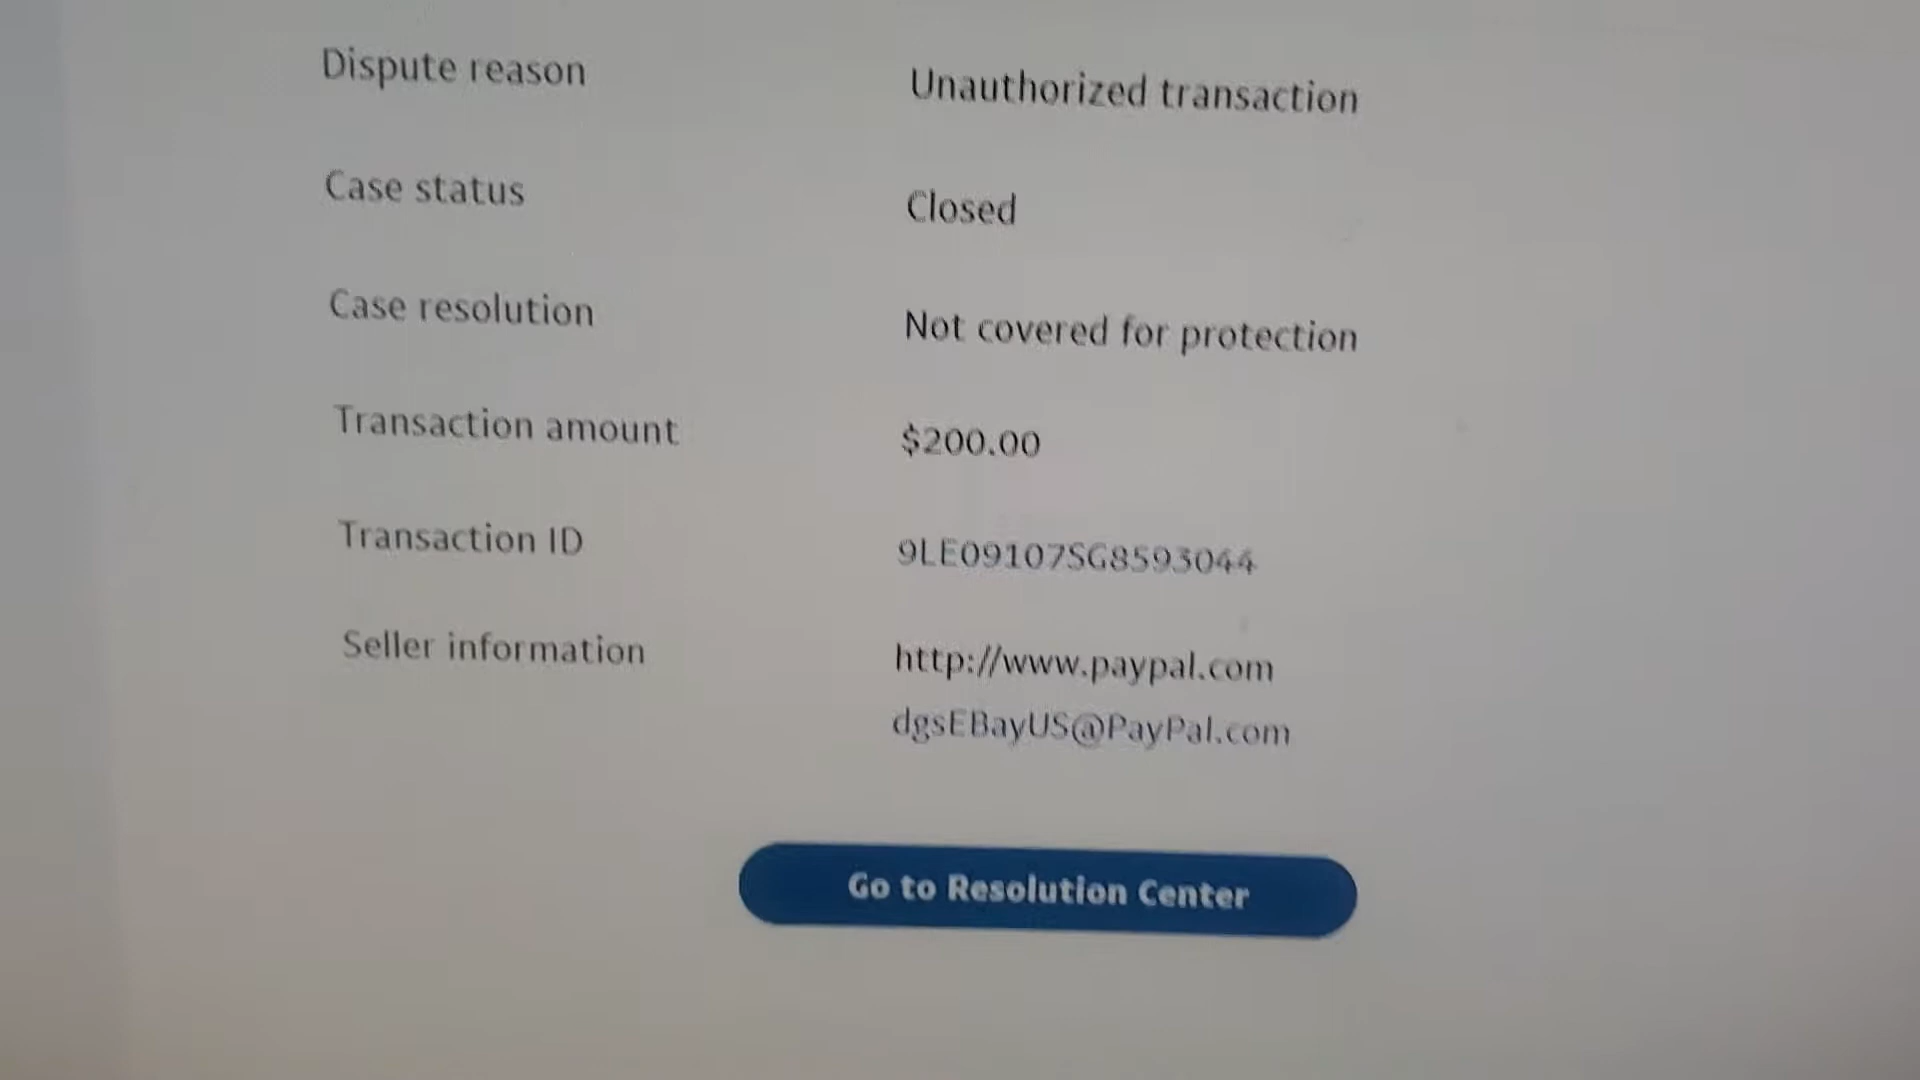 Dispute reason Unauthorized transaction
Case status Closed
Case resolution Not covered for protection
Transaction amount $200.00
Transaction ID 9LE09107SG8593044
Seller information http://www.paypal.com
dgsEBayUS@PayPal.com
Go to Resolution Center